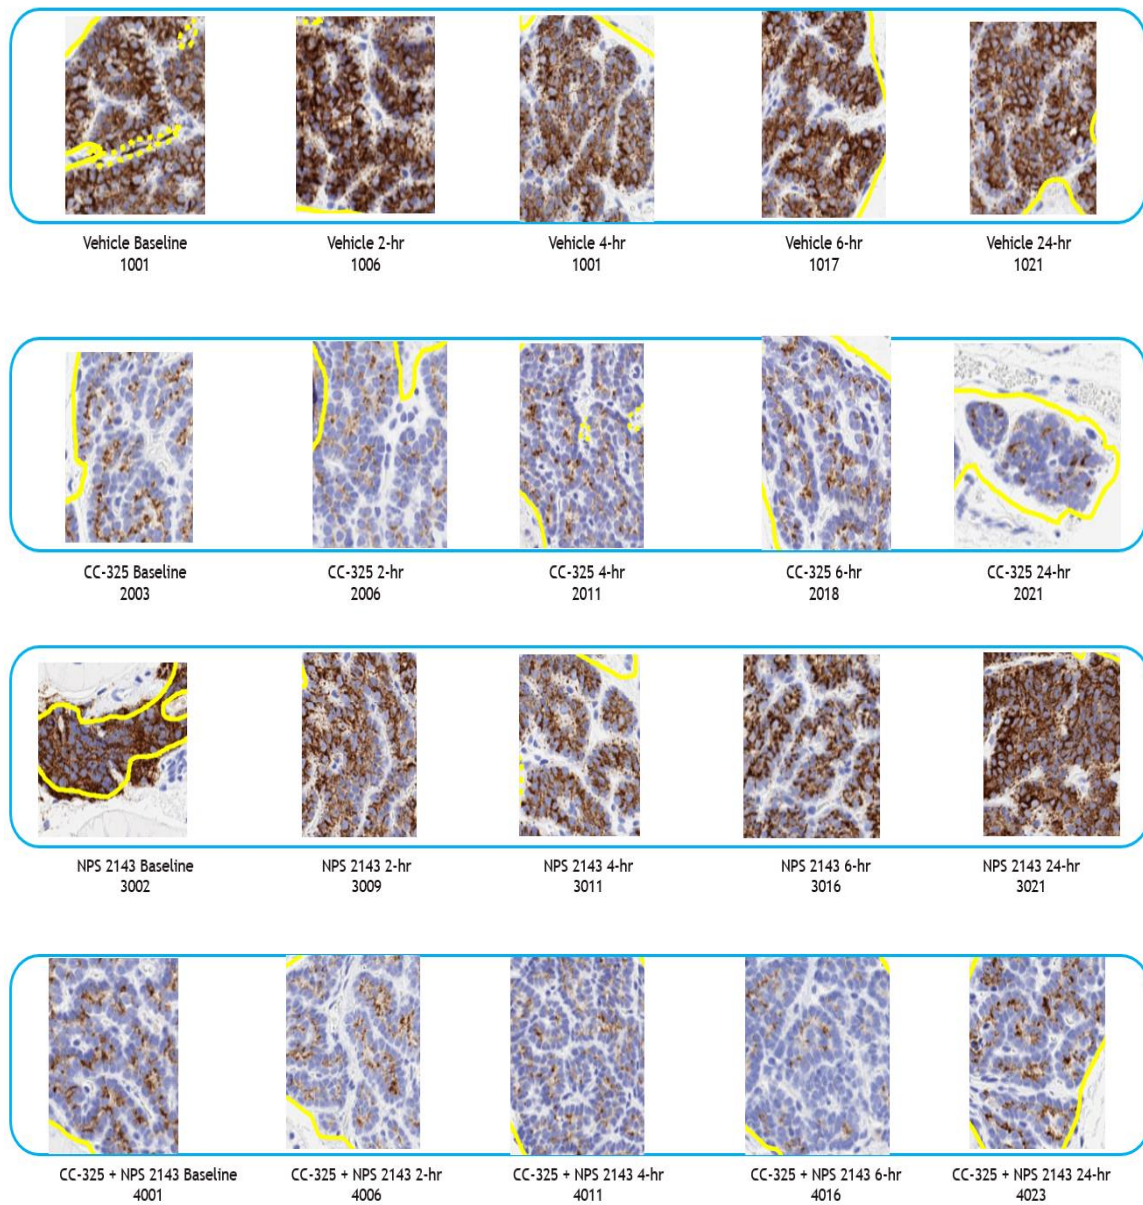 Vehicle Baseline
1001
Vehicle 2-hr
1006
Vehicle 4-hr
1001
Vehicle 6-hr
1017
Vehicle 24-hr
1021
CC-325 Baseline
2003
CC-325 2-hr
2006
CC-325 4-hr
2011
CC-325 6-hr
2018
CC-325 24-hr
2021
NPS 2143 Baseline
3002
NPS 2143 2-hr
3009
NPS 2143 4-hr
3011
NPS 2143 6-hr
3016
NPS 2143 24-hr
3021
CC-325 + NPS 2143 Baseline
4001
CC-325 + NPS 2143 2-hr
4006
CC-325 + NPS 2143 4-hr
4011
CC-325 + NPS 2143 6-hr
4016
CC-325 + NPS 2143 24-hr
4023